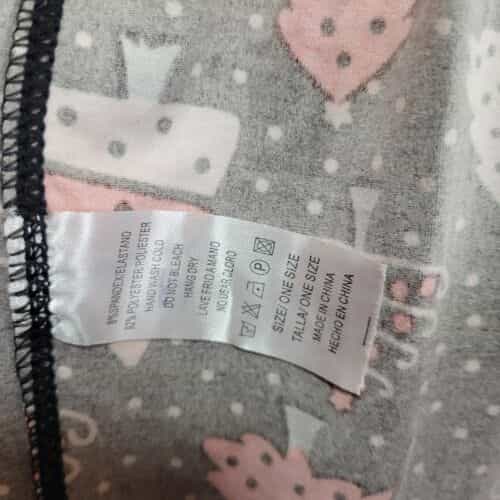 8%SPANDEX/ELASTANO
92% POLYESTER/POLIESTER
HAND WASH COLD
DO NOT BLEACH
HANG DRY
LAVE FRIDA MANO
NO USE R CLORO
P
SIZE/ ONE SIZE
TALLA/ ONE SIZE
MADE IN CHINA
HECHO EN CHINA